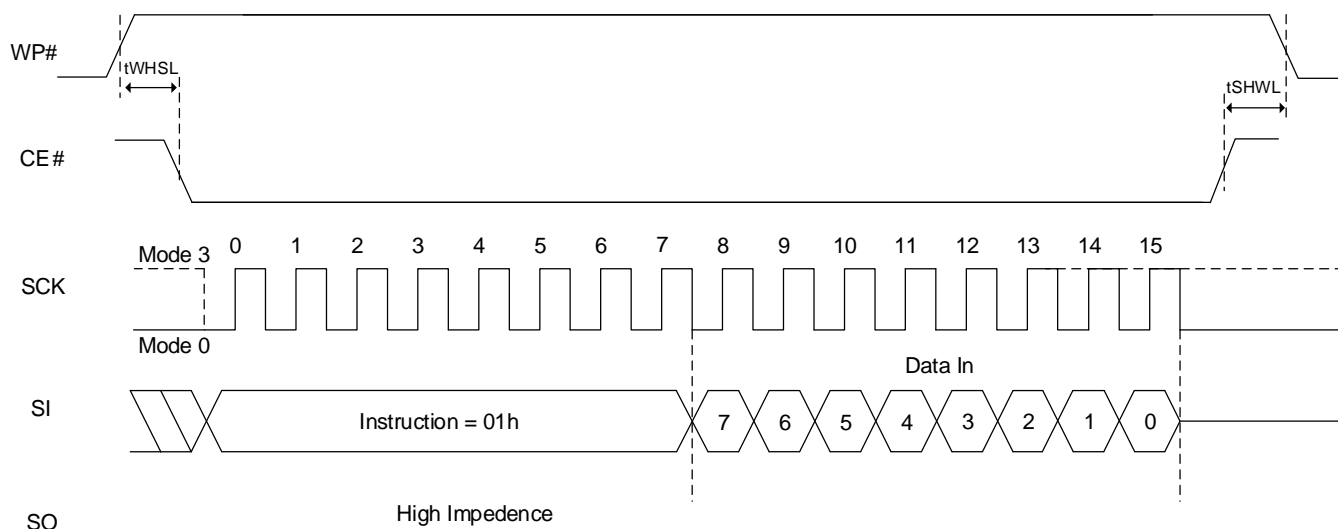 WP#
tWHSL
tSHWL
CE#
0 1 2 3 4 5 6 7 8 9 10 11 12 13 14 15
Mode 3
SCK
Mode 0
Data In
SI
Instruction = 01h
7 6 5 4 3 2 1 0
High Impedence
SO